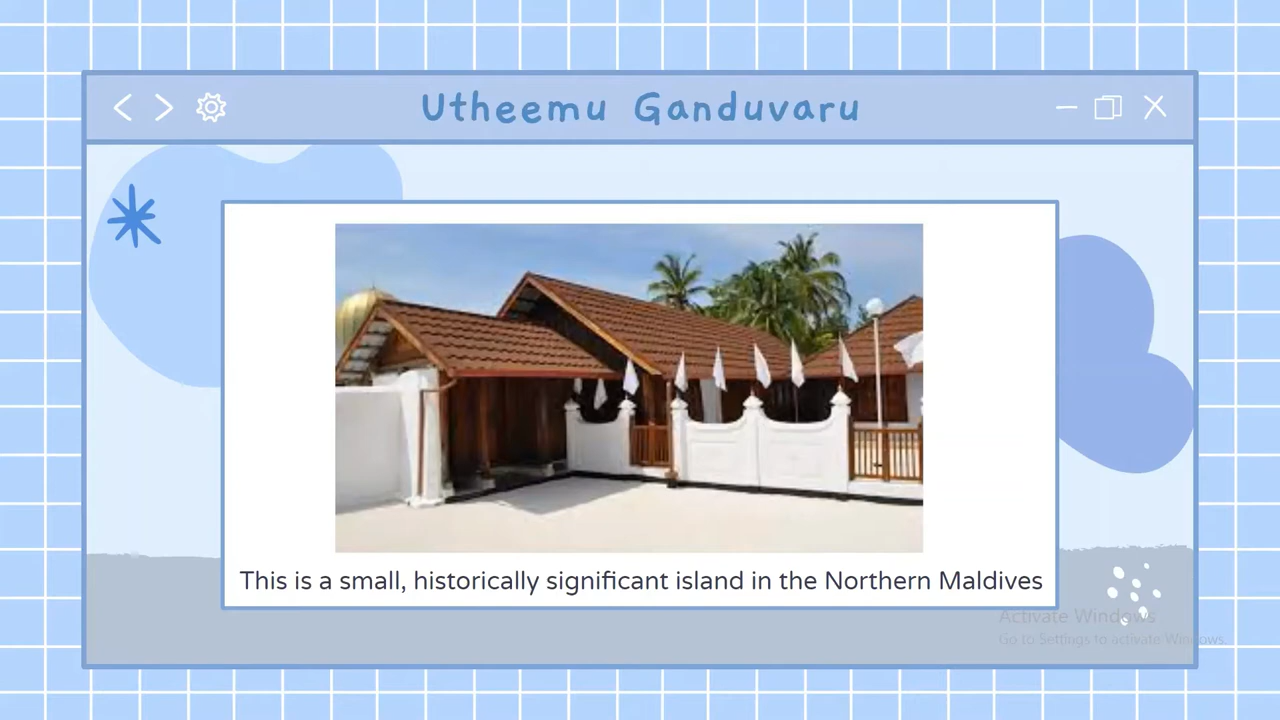 Utheemu Ganduvaru
This is a small, historically significant island in the Northern Maldives
Activate Windows
Go to Settings to activate Windows.